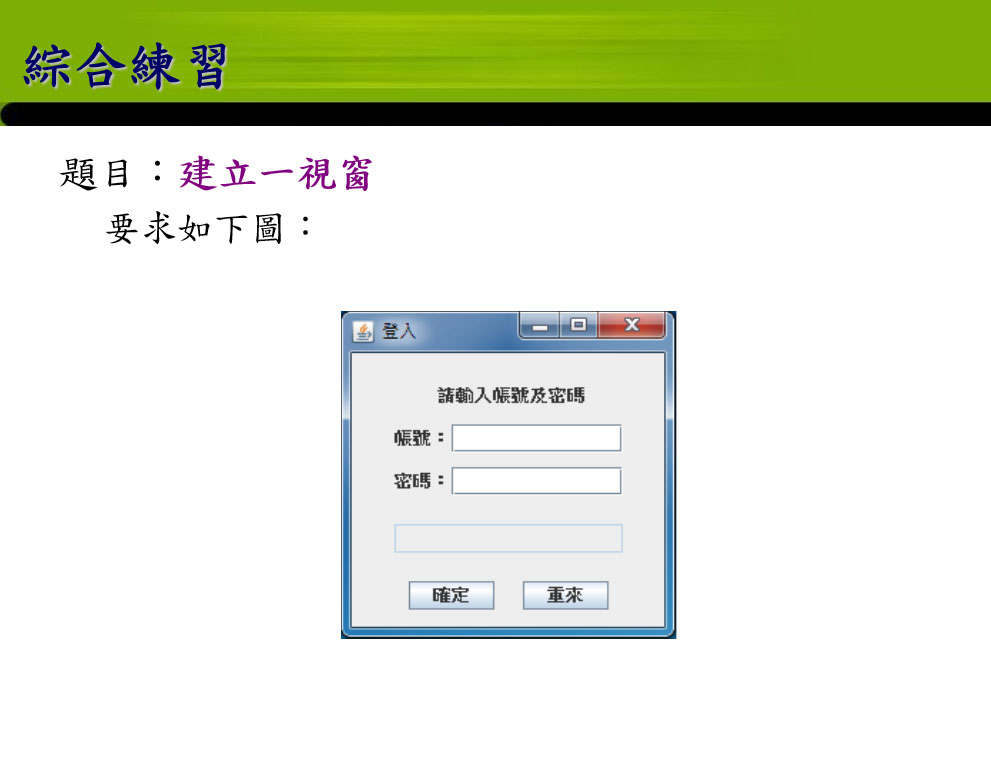 綜合練習
題目：建立一視窗
要求如下圖：
登入
請輸入帳號及密碼
帳號：
密碼：
確定 重來